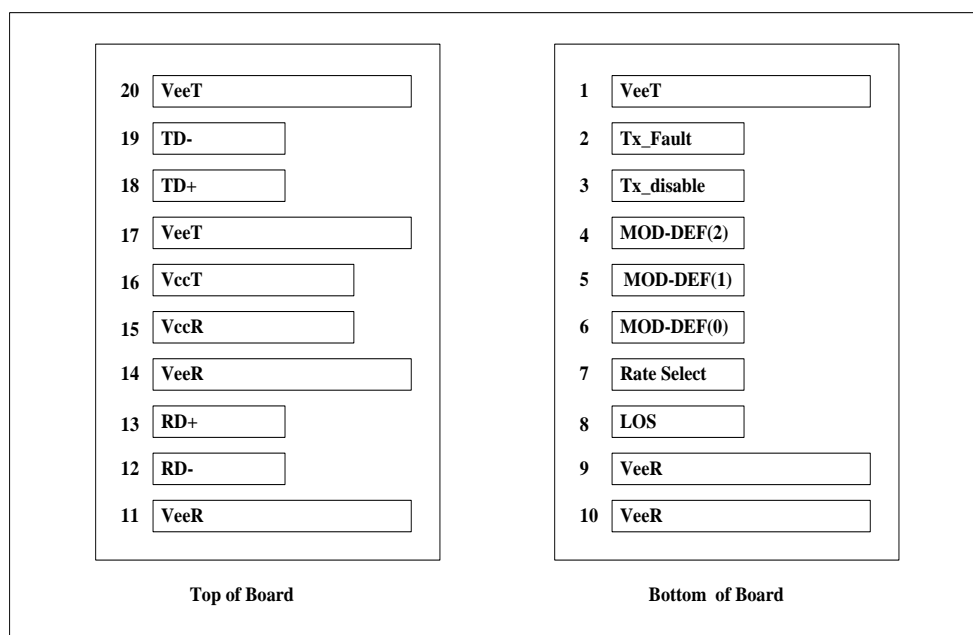 20 VeeT
19 TD-
18 TD+
17 VeeT
16 VccT
15 VccR
14 VeeR
13 RD+
12 RD-
11 VeeR
Top of Board
1 VeeT
2 Tx_Fault
3 Tx_disable
4 MOD-DEF(2)
5 MOD-DEF(1)
6 MOD-DEF(0)
7 Rate Select
8 LOS
9 VeeR
10 VeeR
Bottom of Board